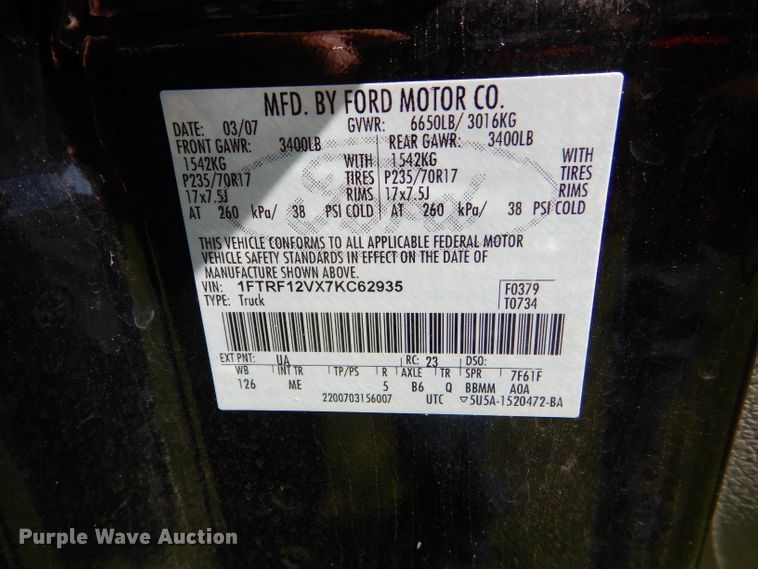 MFD. BY FORD MOTOR CO.
DATE: 03/07 GVWR: 6650LB/ 3016KG
FRONT GAWR: 3400LB REAR GAWR: 3400LB
1542KG WITH 1542KG WITH
P235/70R17 TIRES P235/70R17 TIRES
17x7.5J RIMS 17x7.5J RIMS
AT 260 kPa/ 38 PSI COLD AT 260 kPa/ 38 PSI COLD
THIS VEHICLE CONFORMS TO ALL APPLICABLE FEDERAL MOTOR
VEHICLE SAFETY STANDARDS IN EFFECT ON THE DATE OF
MANUFACTURE SHOWN ABOVE.
VIN: 1FTRF12VX7KC62935 F0379
TYPE: Truck T0734
EXT PNT: UA RC: 23 DSO:
WB INT TR TP/PS R AXLE TR SPR 7F61F
126 ME 5 B6 Q BBMM AOA
2200703156007 UTC ▽5U5A-1520472-BA
Ford
Purple Wave Auction